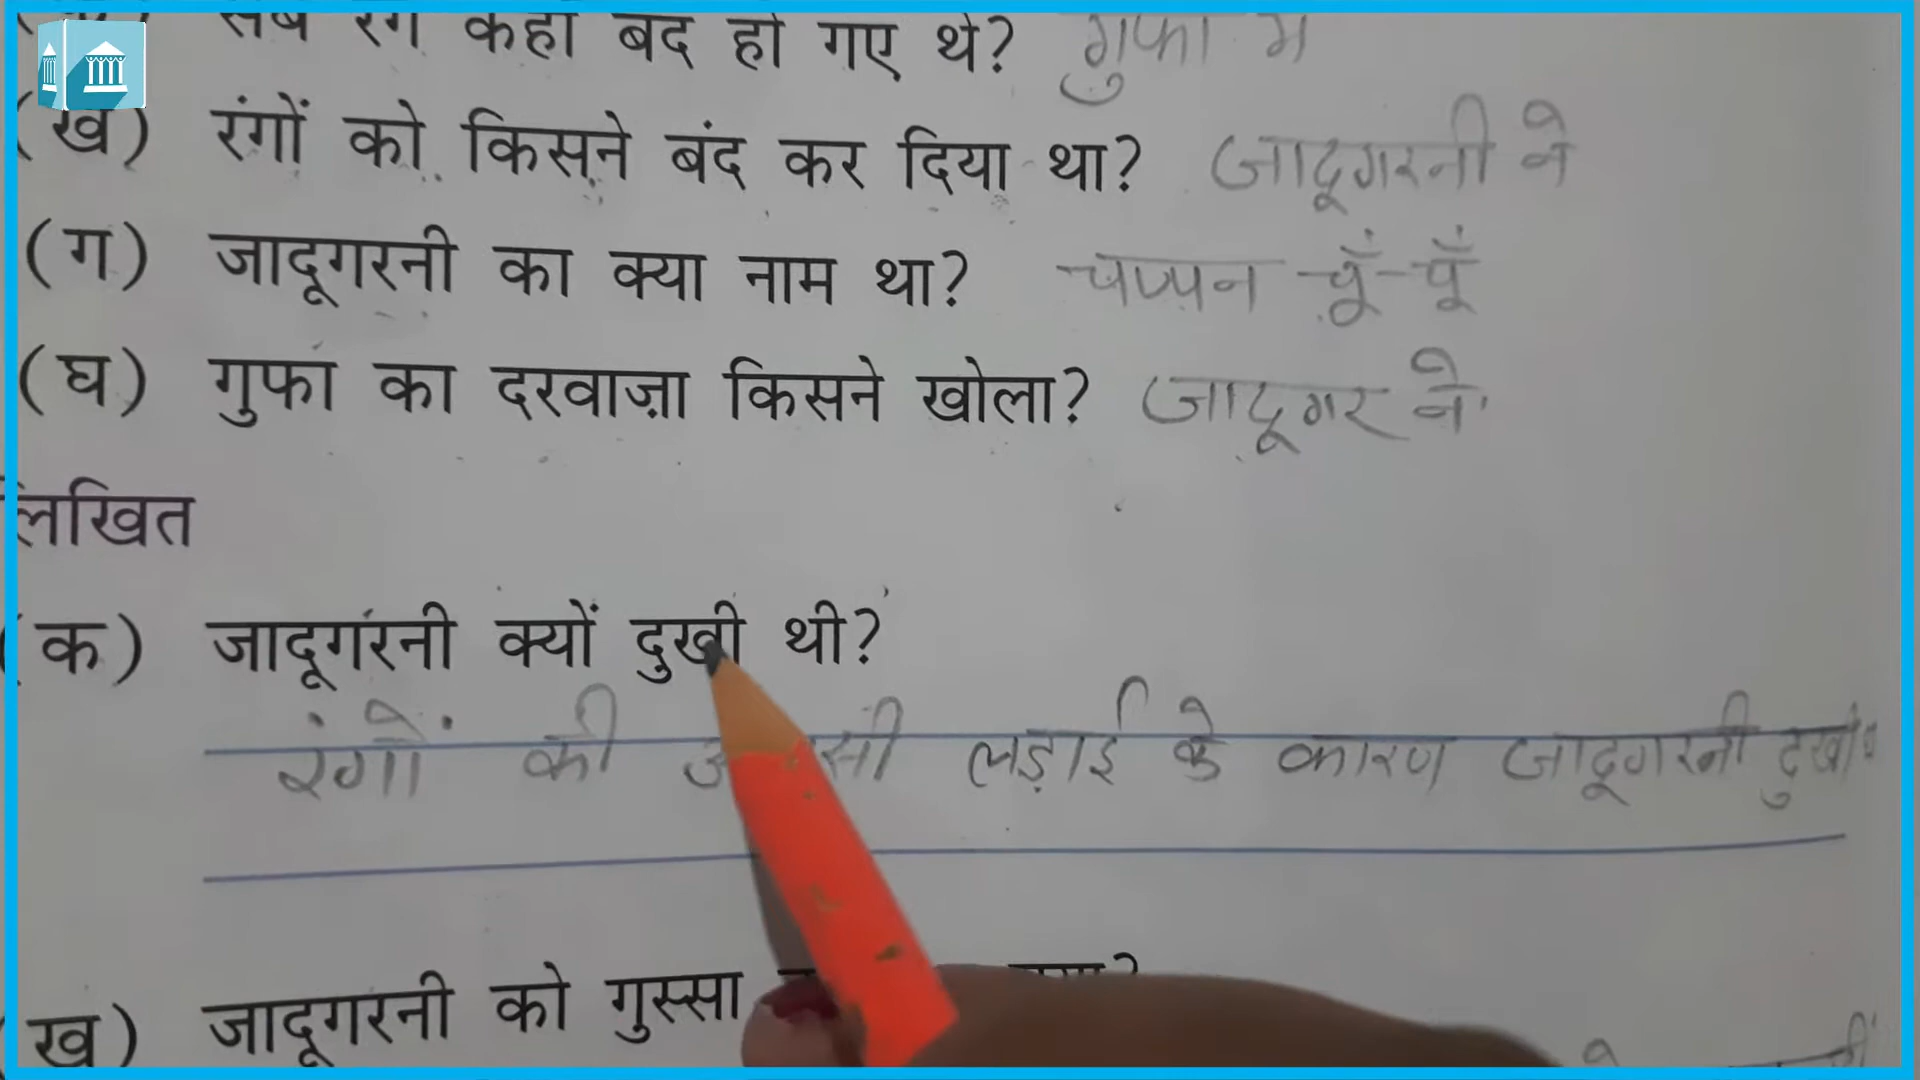 सब रंग कहाँ बंद हो गए थे? गुफा में
(ख) रंगों को किसने बंद कर दिया था? जादूगरनी ने
(ग) जादूगरनी का क्या नाम था? चप्पन चूँ-पूँ
(घ) गुफा का दरवाज़ा किसने खोला? जादूगर ने
लिखित
(क) जादूगरनी क्यों दुखी थी?
रंगों की लड़ाई के कारण जादूगरनी दुखी
ख) जादूगरनी को गुस्सा